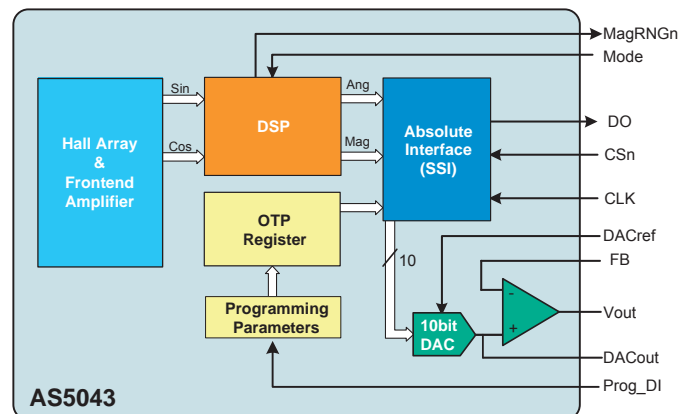 MagRNGn
Mode
Sin
Ang
Hall Array
&
Frontend
Amplifier
DSP
Absolute
Interface
(SSI)
DO
Cos
Mag
CSn
CLK
OTP
Register
DACref
10
FB
Programming
Parameters
10bit
DAC
-
+
Vout
DACout
Prog_DI
AS5043